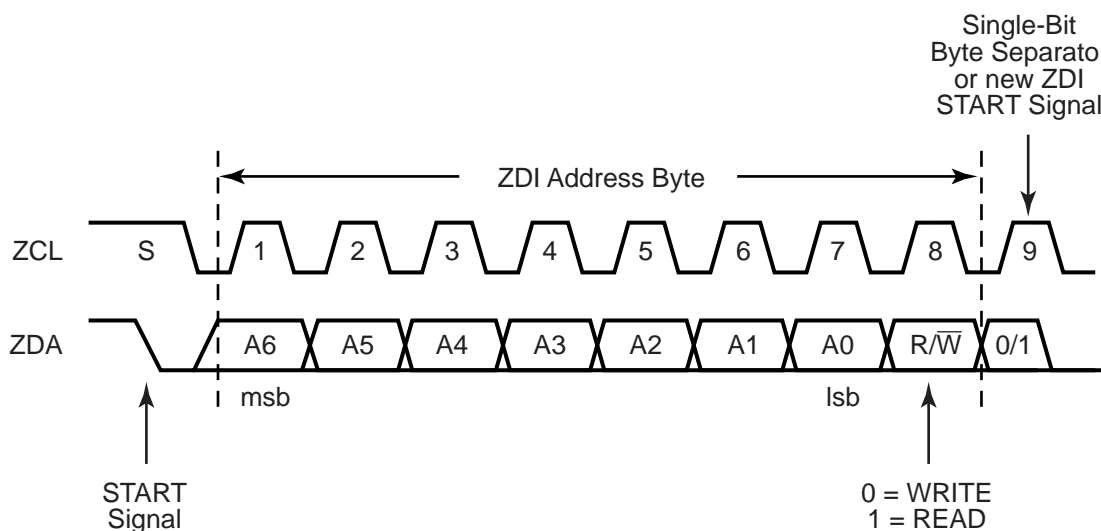 Single-Bit
Byte Separato
or new ZDI
START Signal
ZDI Address Byte
ZCL S 1 2 3 4 5 6 7 8 9
ZDA A6 A5 A4 A3 A2 A1 A0 R/W̅ 0/1
msb lsb
START
Signal
0 = WRITE
1 = READ